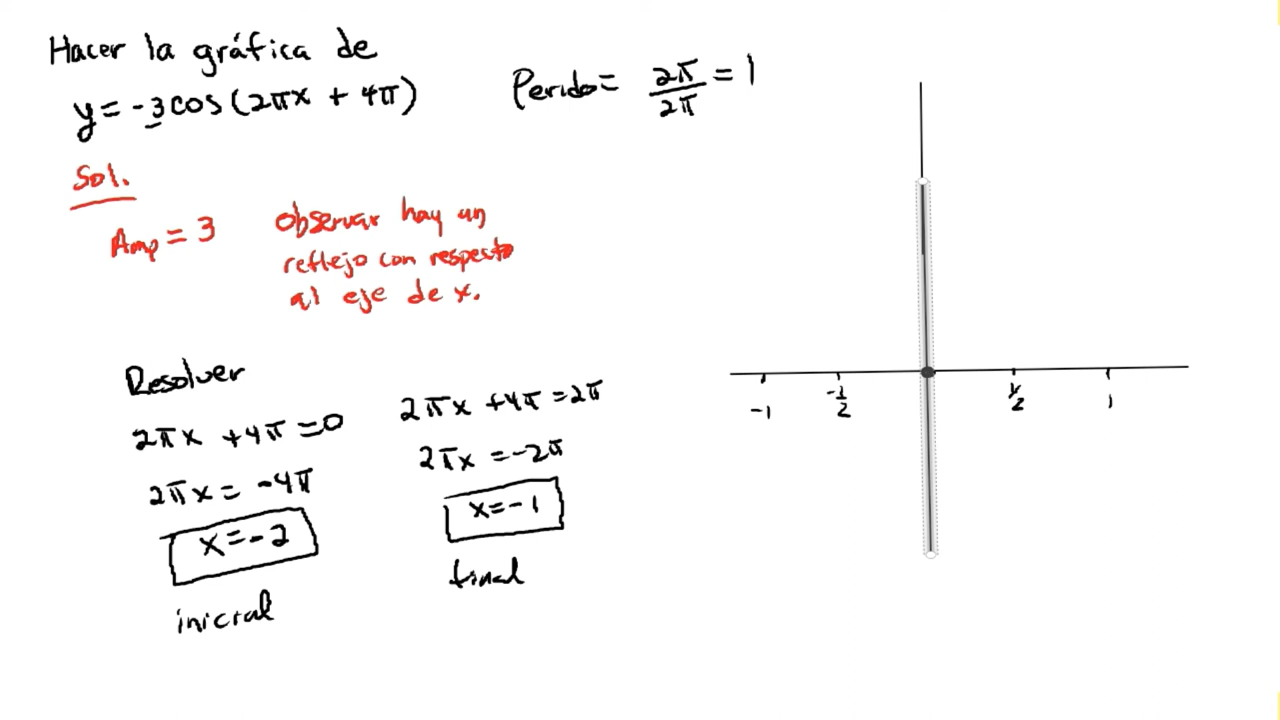 Hacer la gráfica de
y = -3cos(2πx + 4π)
Perido = 2π/2π = 1
Sol.
Amp = 3
observar hay un
reflejo con respecto
al eje de x.
Resolver
2πx + 4π = 0
2πx = -4π
x = -2
inicial
2πx + 4π = 2π
2πx = -2π
x = -1
final
-1 -1/2 1/2 1